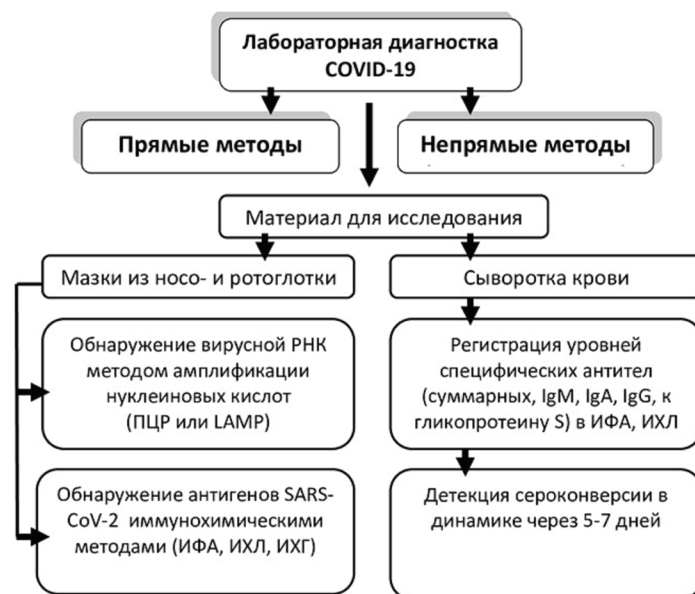 Лабораторная диагностка
COVID-19
Прямые методы
Непрямые методы
Материал для исследования
Мазки из носо- и ротоглотки
Сыворотка крови
Обнаружение вирусной РНК
методом амплификации
нуклеиновых кислот
(ПЦР или LAMP)
Регистрация уровней
специфических антител
(суммарных, IgM, IgA, IgG, к
гликопротеину S) в ИФА, ИХЛ
Обнаружение антигенов SARS-
CoV-2 иммунохимическими
методами (ИФА, ИХЛ, ИХГ)
Детекция сероконверсии в
динамике через 5-7 дней